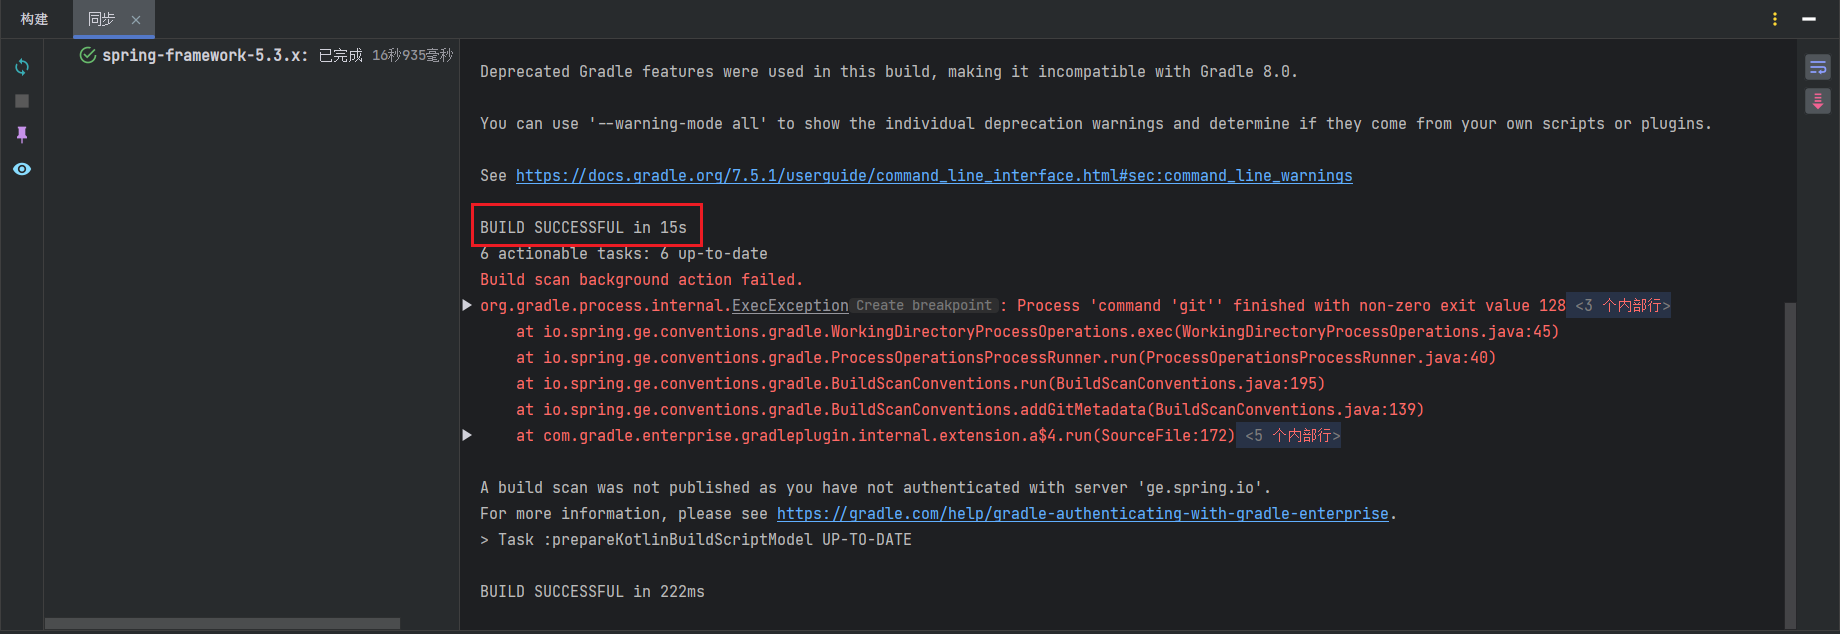 构建
同步
spring-framework-5.3.x: 已完成 16秒935毫秒
Deprecated Gradle features were used in this build, making it incompatible with Gradle 8.0.
You can use '--warning-mode all' to show the individual deprecation warnings and determine if they come from your own scripts or plugins.
See https://docs.gradle.org/7.5.1/userguide/command_line_interface.html#sec:command_line_warnings
BUILD SUCCESSFUL in 15s
6 actionable tasks: 6 up-to-date
Build scan background action failed.
org.gradle.process.internal.ExecException Create breakpoint : Process 'command 'git'' finished with non-zero exit value 128 <3 个内部行>
at io.spring.ge.conventions.gradle.WorkingDirectoryProcessOperations.exec(WorkingDirectoryProcessOperations.java:45)
at io.spring.ge.conventions.gradle.ProcessOperationsProcessRunner.run(ProcessOperationsProcessRunner.java:40)
at io.spring.ge.conventions.gradle.BuildScanConventions.run(BuildScanConventions.java:195)
at io.spring.ge.conventions.gradle.BuildScanConventions.addGitMetadata(BuildScanConventions.java:139)
at com.gradle.enterprise.gradleplugin.internal.extension.a$4.run(SourceFile:172) <5 个内部行>
A build scan was not published as you have not authenticated with server 'ge.spring.io'.
For more information, please see https://gradle.com/help/gradle-authenticating-with-gradle-enterprise.
> Task :prepareKotlinBuildScriptModel UP-TO-DATE
BUILD SUCCESSFUL in 222ms